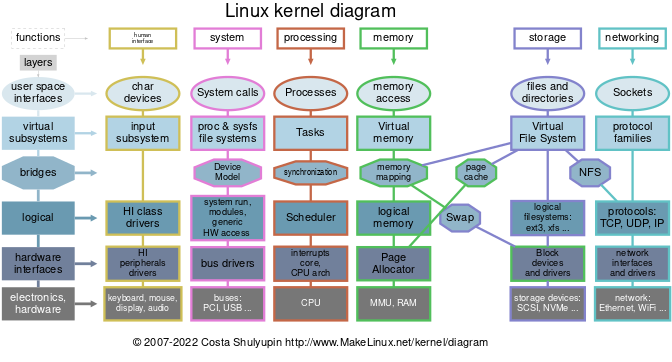 Linux kernel diagram
functions
human
interface
system
processing
memory
storage
networking
layers
user space
interfaces
char
devices
System calls
Processes
memory
access
files and
directories
Sockets
virtual
subsystems
input
subsystem
proc & sysfs
file systems
Tasks
Virtual
memory
Virtual
File System
protocol
families
bridges
Device
Model
synchronization
memory
mapping
page
cache
NFS
logical
HI class
drivers
system run,
modules,
generic
HW access
Scheduler
logical
memory
Swap
logical
filesystems:
ext3, xfs ...
protocols:
TCP, UDP, IP
hardware
interfaces
HI
peripherals
drivers
bus drivers
interrupts
core,
CPU arch
Page
Allocator
Block
devices
and drivers
network
interfaces
and drivers
electronics,
hardware
keyboard, mouse,
display, audio
buses:
PCI, USB ...
CPU
MMU, RAM
storage devices:
SCSI, NVMe ...
network:
Ethernet, WiFi ...
© 2007-2022 Costa Shulyupin http://www.MakeLinux.net/kernel/diagram